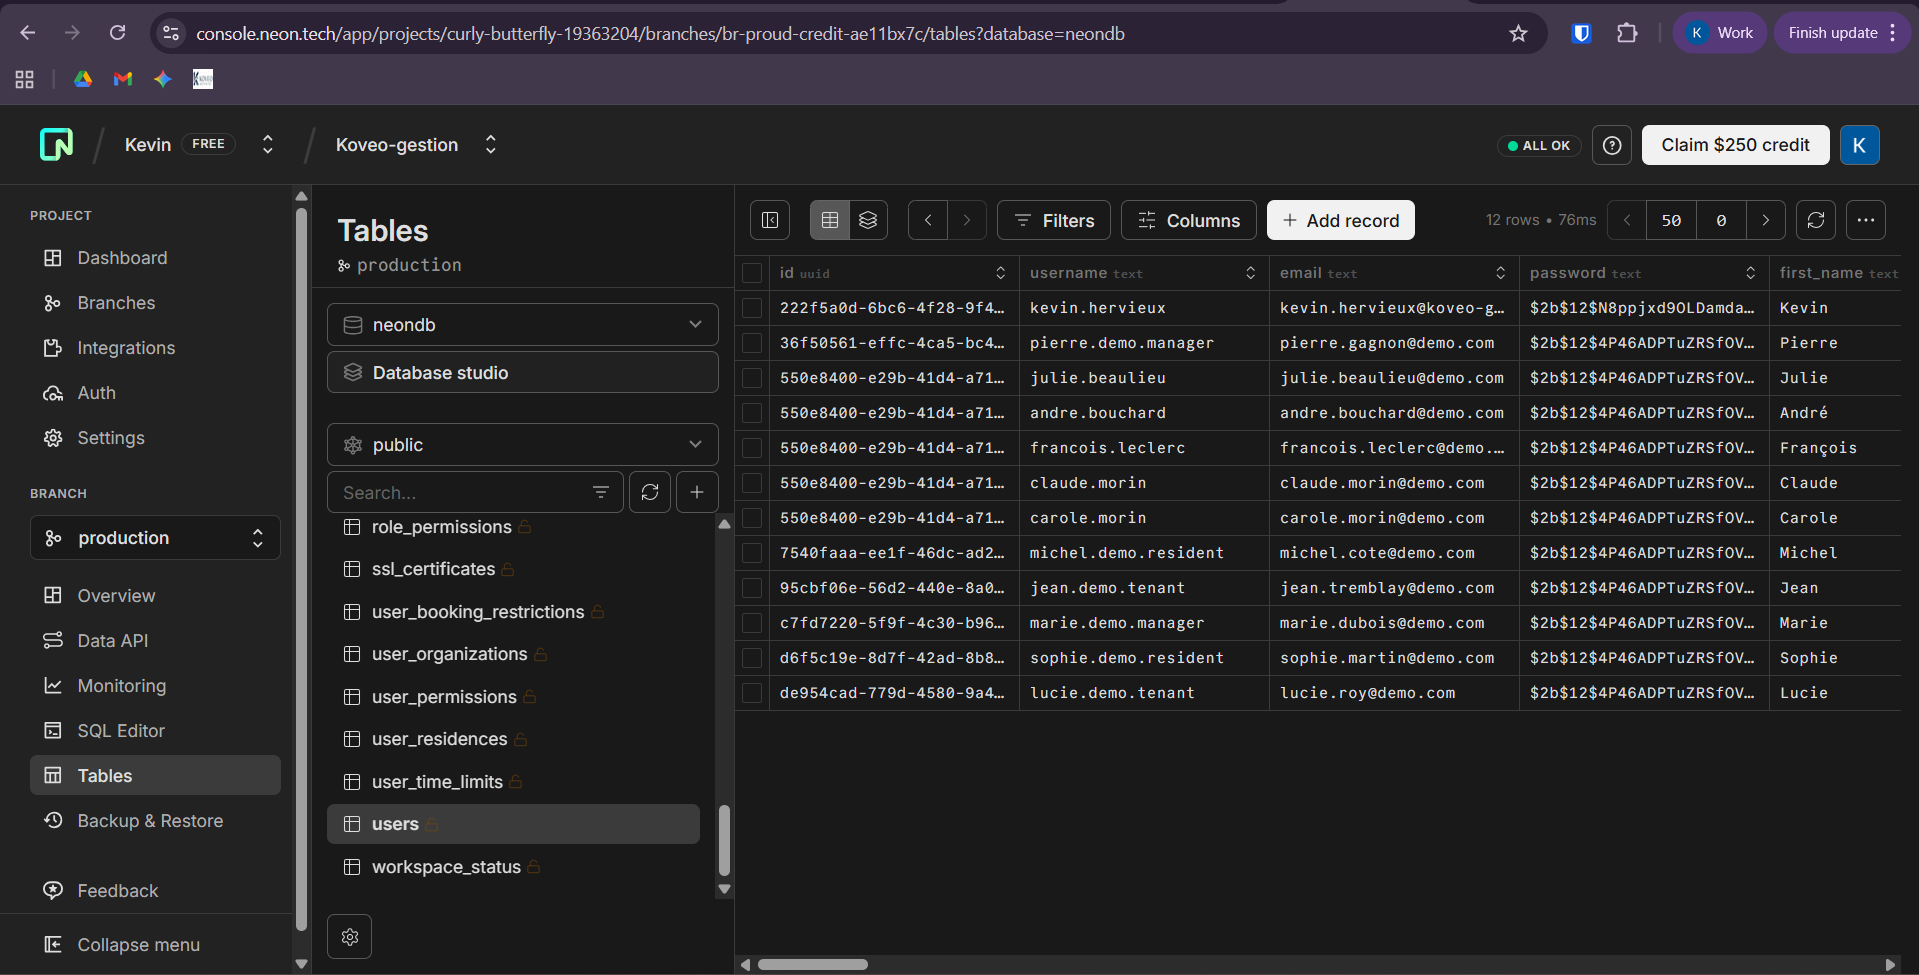 console.neon.tech/app/projects/curly-butterfly-19363204/branches/br-proud-credit-ae11bx7c/tables?database=neondb
K Work
Finish update
Kevin FREE
Koveo-gestion
ALL OK
Claim $250 credit
K
PROJECT
Dashboard
Branches
Integrations
Auth
Settings
BRANCH
production
Overview
Data API
Monitoring
SQL Editor
Tables
Backup & Restore
Feedback
Collapse menu
Tables
production
neondb
Database studio
public
Search...
role_permissions
ssl_certificates
user_booking_restrictions
user_organizations
user_permissions
user_residences
user_time_limits
users
workspace_status
Filters
Columns
Add record
12 rows • 76ms
50
0
id uuid username text email text password text first_name text
222f5a0d-6bc6-4f28-9f4… kevin.hervieux kevin.hervieux@koveo-g… $2b$12$N8ppjxd9OLDamda… Kevin
36f50561-effc-4ca5-bc4… pierre.demo.manager pierre.gagnon@demo.com $2b$12$4P46ADPTuZRSfOV… Pierre
550e8400-e29b-41d4-a71… julie.beaulieu julie.beaulieu@demo.com $2b$12$4P46ADPTuZRSfOV… Julie
550e8400-e29b-41d4-a71… andre.bouchard andre.bouchard@demo.com $2b$12$4P46ADPTuZRSfOV… André
550e8400-e29b-41d4-a71… francois.leclerc francois.leclerc@demo.… $2b$12$4P46ADPTuZRSfOV… François
550e8400-e29b-41d4-a71… claude.morin claude.morin@demo.com $2b$12$4P46ADPTuZRSfOV… Claude
550e8400-e29b-41d4-a71… carole.morin carole.morin@demo.com $2b$12$4P46ADPTuZRSfOV… Carole
7540faaa-ee1f-46dc-ad2… michel.demo.resident michel.cote@demo.com $2b$12$4P46ADPTuZRSfOV… Michel
95cbf06e-56d2-440e-8a0… jean.demo.tenant jean.tremblay@demo.com $2b$12$4P46ADPTuZRSfOV… Jean
c7fd7220-5f9f-4c30-b96… marie.demo.manager marie.dubois@demo.com $2b$12$4P46ADPTuZRSfOV… Marie
d6f5c19e-8d7f-42ad-8b8… sophie.demo.resident sophie.martin@demo.com $2b$12$4P46ADPTuZRSfOV… Sophie
de954cad-779d-4580-9a4… lucie.demo.tenant lucie.roy@demo.com $2b$12$4P46ADPTuZRSfOV… Lucie